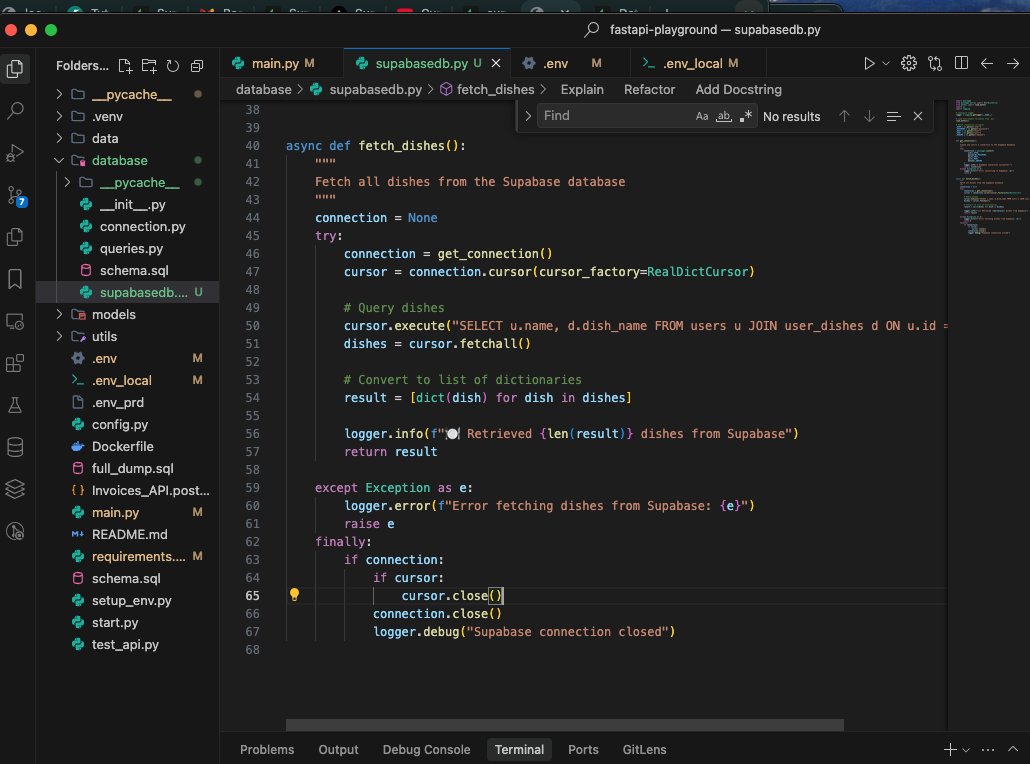 fastapi-playground — supabasedb.py
Folders...
main.py M
supabasedb.py U
.env M
.env_local M
database > supabasedb.py > fetch_dishes > Explain Refactor Add Docstring
Find
Aa
ab
.*
No results
__pycache__
.venv
data
database
__pycache__
__init__.py
connection.py
queries.py
schema.sql
supabasedb.... U
models
utils
.env M
.env_local M
.env_prd
config.py
Dockerfile
full_dump.sql
Invoices_API.post...
main.py M
README.md
requirements.... M
schema.sql
setup_env.py
start.py
test_api.py
7
38
39
40 async def fetch_dishes():
41 """
42 Fetch all dishes from the Supabase database
43 """
44 connection = None
45 try:
46 connection = get_connection()
47 cursor = connection.cursor(cursor_factory=RealDictCursor)
48
49 # Query dishes
50 cursor.execute("SELECT u.name, d.dish_name FROM users u JOIN user_dishes d ON u.id =
51 dishes = cursor.fetchall()
52
53 # Convert to list of dictionaries
54 result = [dict(dish) for dish in dishes]
55
56 logger.info(f"🍽️ Retrieved {len(result)} dishes from Supabase")
57 return result
58
59 except Exception as e:
60 logger.error(f"Error fetching dishes from Supabase: {e}")
61 raise e
62 finally:
63 if connection:
64 if cursor:
65 cursor.close()
66 connection.close()
67 logger.debug("Supabase connection closed")
68
Problems Output Debug Console Terminal Ports GitLens